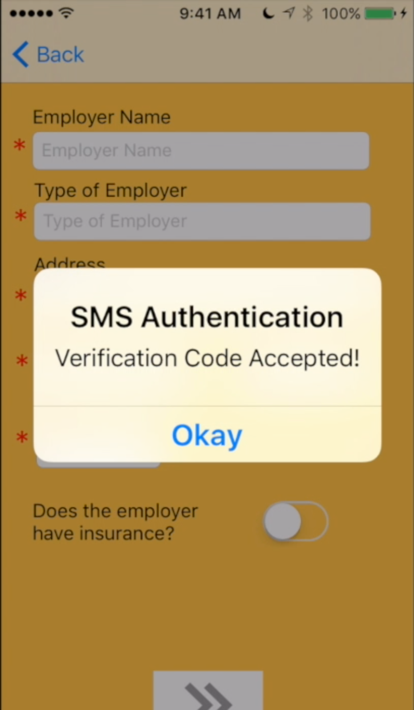 9:41 AM 100%
Back
Employer Name
* Employer Name
Type of Employer
* Type of Employer
Address
*
SMS Authentication
Verification Code Accepted!
*
Okay
*
Does the employer
have insurance?